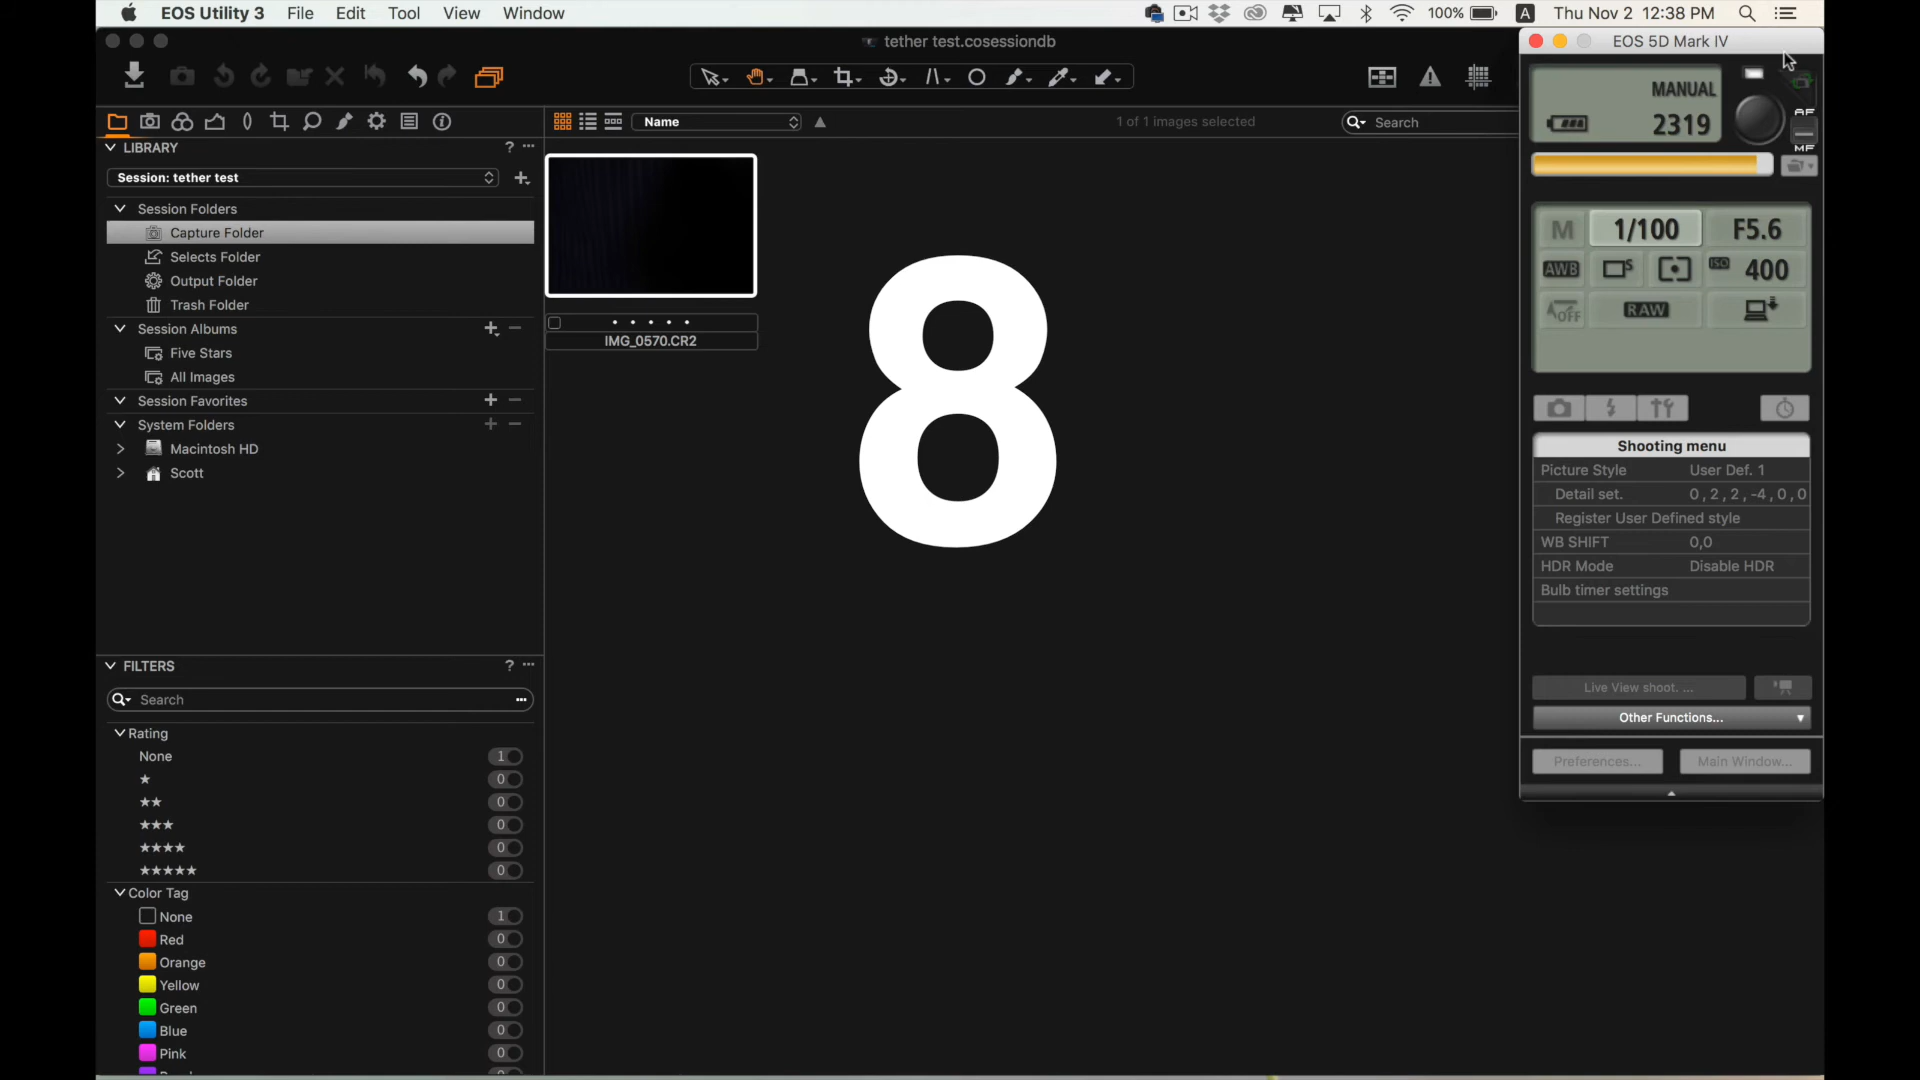 EOS Utility 3 File Edit Tool View Window 100% A Thu Nov 2 12:38 PM
tether test.cosessiondb
EOS 5D Mark IV
MANUAL
2319
AF
MF
Name
1 of 1 images selected
Search
LIBRARY ?
Session: tether test
Session Folders
Capture Folder
Selects Folder
Output Folder
Trash Folder
Session Albums
Five Stars
All Images
Session Favorites
System Folders
Macintosh HD
Scott
IMG_0570.CR2
8
M 1/100 F5.6
AWB S ISO 400
OFF RAW
Shooting menu
Picture Style User Def. 1
Detail set. 0 , 2 , 2 , -4 , 0 , 0
Register User Defined style
WB SHIFT 0,0
HDR Mode Disable HDR
Bulb timer settings
Live View shoot. ...
Other Functions...
Preferences... Main Window...
FILTERS ?
Search
Rating
None 1
★ 0
★★ 0
★★★ 0
★★★★ 0
★★★★★ 0
Color Tag
None 1
Red 0
Orange 0
Yellow 0
Green 0
Blue 0
Pink 0